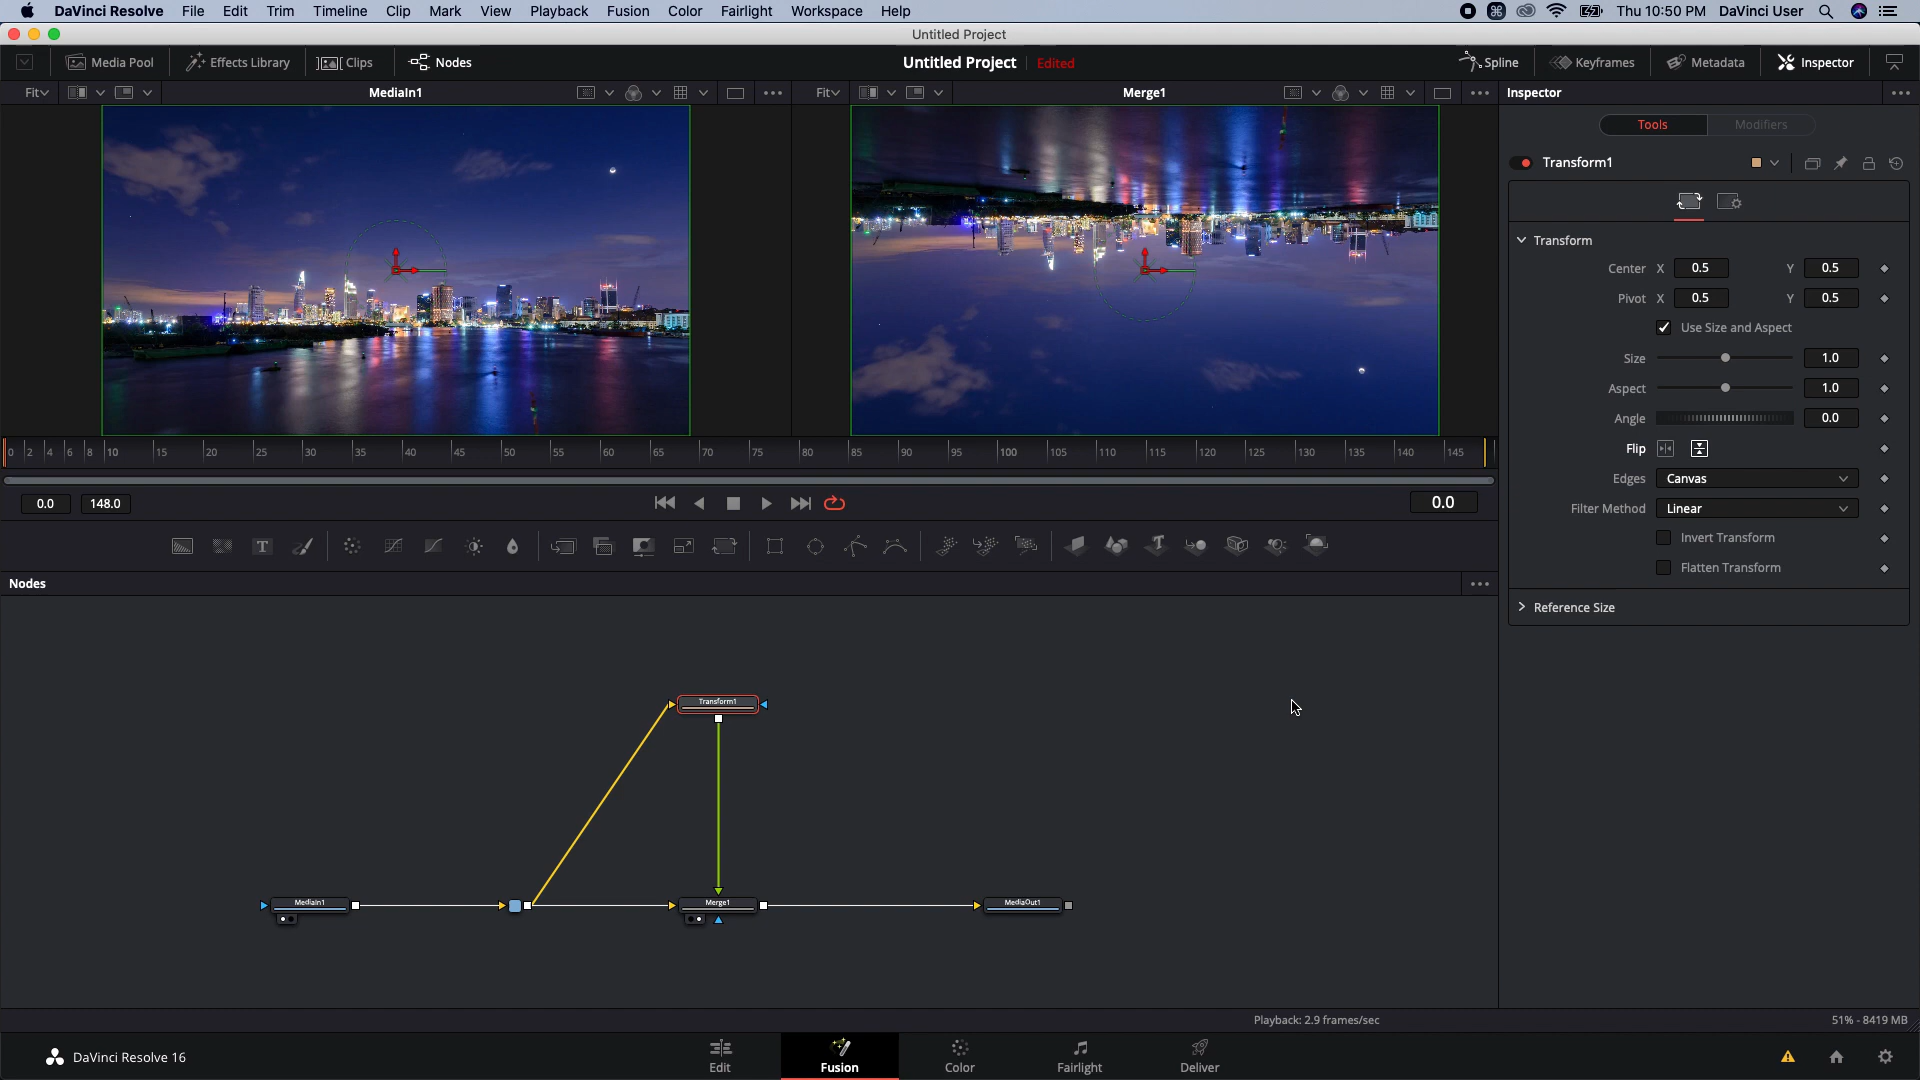 DaVinci Resolve File Edit Trim Timeline Clip Mark View Playback Fusion Color Fairlight Workspace Help Thu 10:50 PM DaVinci User
Untitled Project
Media Pool Effects Library Clips Nodes Untitled Project Edited Spline Keyframes Metadata Inspector
Fit MediaIn1 Fit Merge1 Inspector
Tools Modifiers
Transform1
Transform
Center X 0.5 Y 0.5
Pivot X 0.5 Y 0.5
Use Size and Aspect
Size 1.0
Aspect 1.0
Angle 0.0
Flip
Edges Canvas
Filter Method Linear
Invert Transform
Flatten Transform
Reference Size
0 2 4 6 8 10 15 20 25 30 35 40 45 50 55 60 65 70 75 80 85 90 95 100 105 110 115 120 125 130 135 140 145
0.0 148.0 0.0
T T
Nodes
Transform1
MediaIn1 Merge1 MediaOut1
Playback: 2.9 frames/sec 51% - 8419 MB
DaVinci Resolve 16 Edit Fusion Color Fairlight Deliver